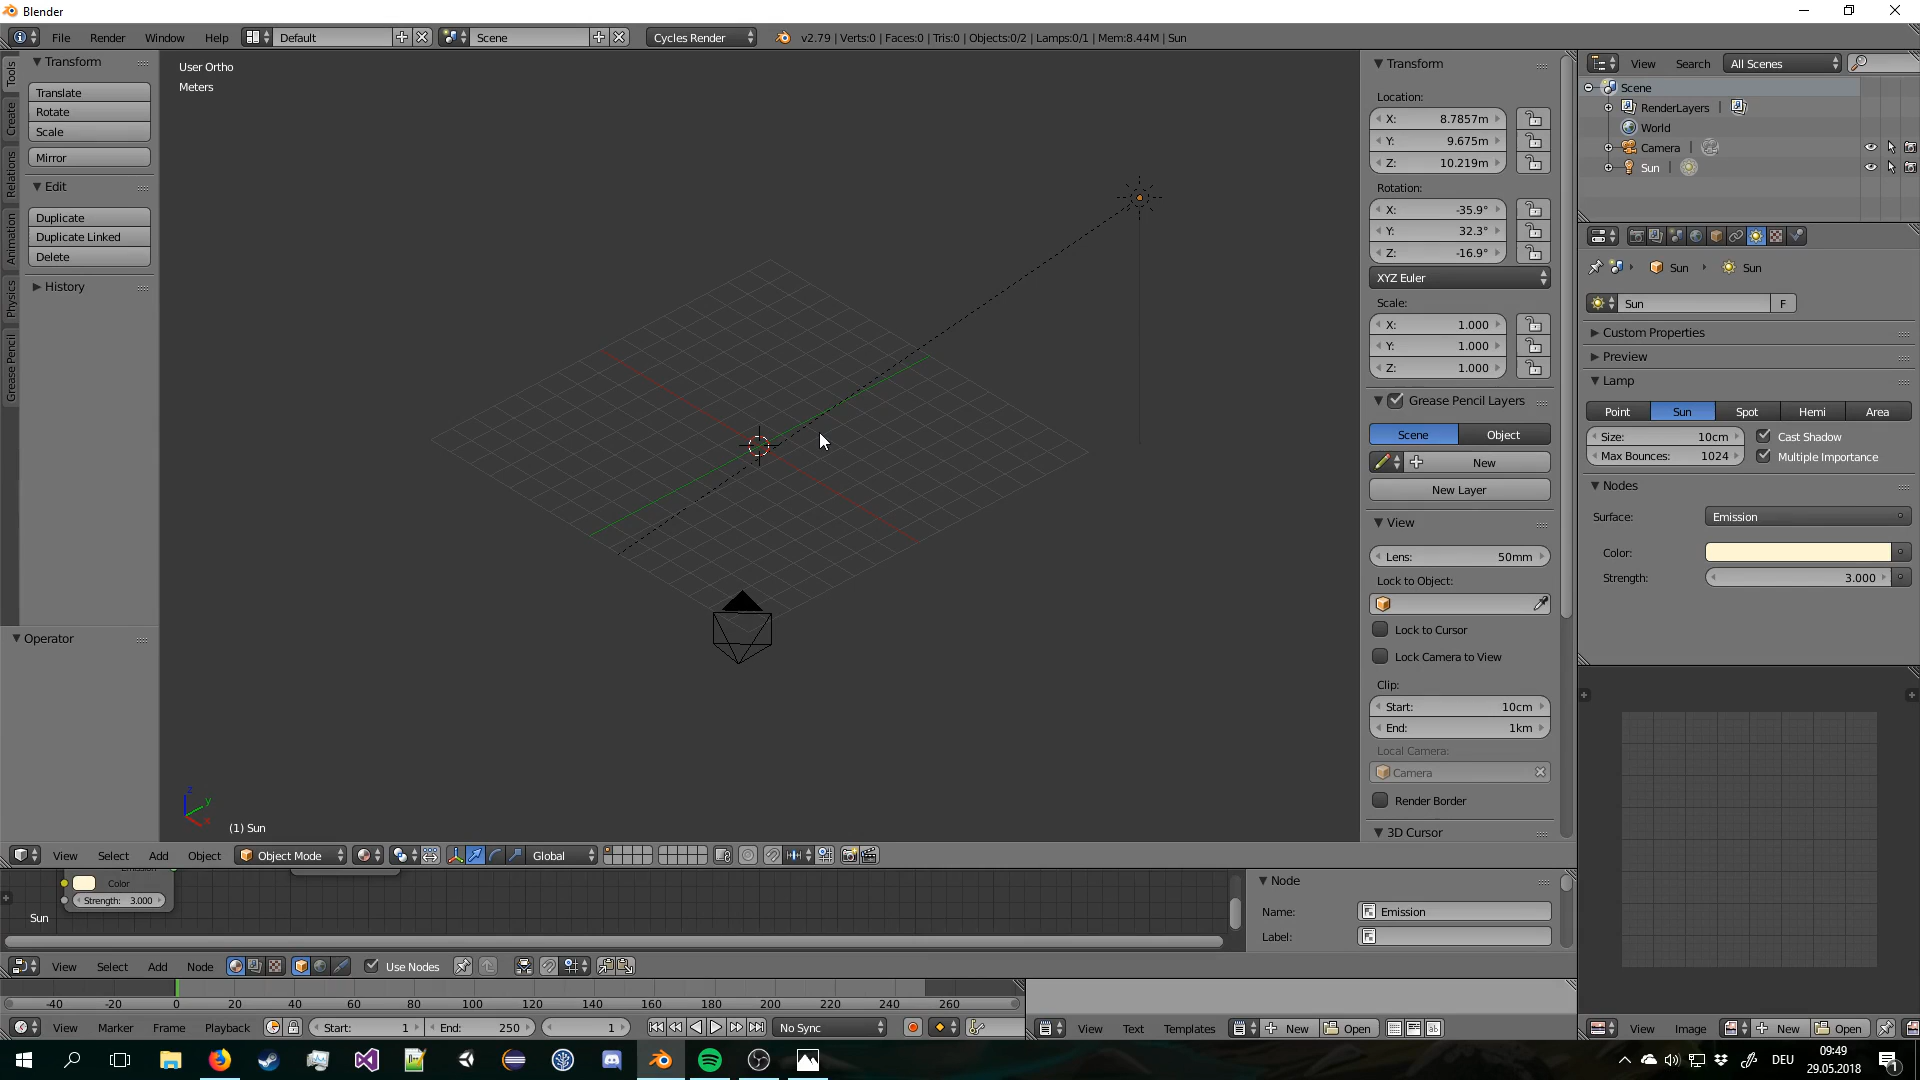 Blender
File Render Window Help Default Scene Cycles Render v2.79 | Verts:0 | Faces:0 | Tris:0 | Objects:0/2 | Lamps:0/1 | Mem:8.44M | Sun
Tools
Create
Relations
Animation
Physics
Grease Pencil
Transform
Translate
Rotate
Scale
Mirror
Edit
Duplicate
Duplicate Linked
Delete
History
Operator
User Ortho
Meters
z
y
x
(1) Sun
Transform
Location:
X: 8.7857m
Y: 9.675m
Z: 10.219m
Rotation:
X: -35.9°
Y: 32.3°
Z: -16.9°
XYZ Euler
Scale:
X: 1.000
Y: 1.000
Z: 1.000
Grease Pencil Layers
Scene Object
New
New Layer
View
Lens: 50mm
Lock to Object:
Lock to Cursor
Lock Camera to View
Clip:
Start: 10cm
End: 1km
Local Camera:
Camera
Render Border
3D Cursor
View Search All Scenes
Scene
RenderLayers |
World
Camera |
Sun |
Sun Sun
Sun F
Custom Properties
Preview
Lamp
Point Sun Spot Hemi Area
Size: 10cm Cast Shadow
Max Bounces: 1024 Multiple Importance
Nodes
Surface: Emission
Color:
Strength: 3.000
View Select Add Object Object Mode Global
Emission
Color
Strength: 3.000
Sun
Node
Name: Emission
Label:
View Select Add Node Use Nodes
-40 -20 0 20 40 60 80 100 120 140 160 180 200 220 240 260
View Marker Frame Playback Start: 1 End: 250 1 No Sync
View Text Templates New Open
View Image New Open
DEU
09:49
29.05.2018
1